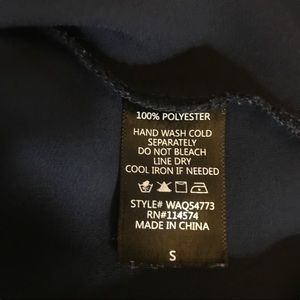 100% POLYESTER
HAND WASH COLD
SEPARATELY
DO NOT BLEACH
LINE DRY
COOL IRON IF NEEDED
STYLE# WAQS4773
RN#114574
MADE IN CHINA
S